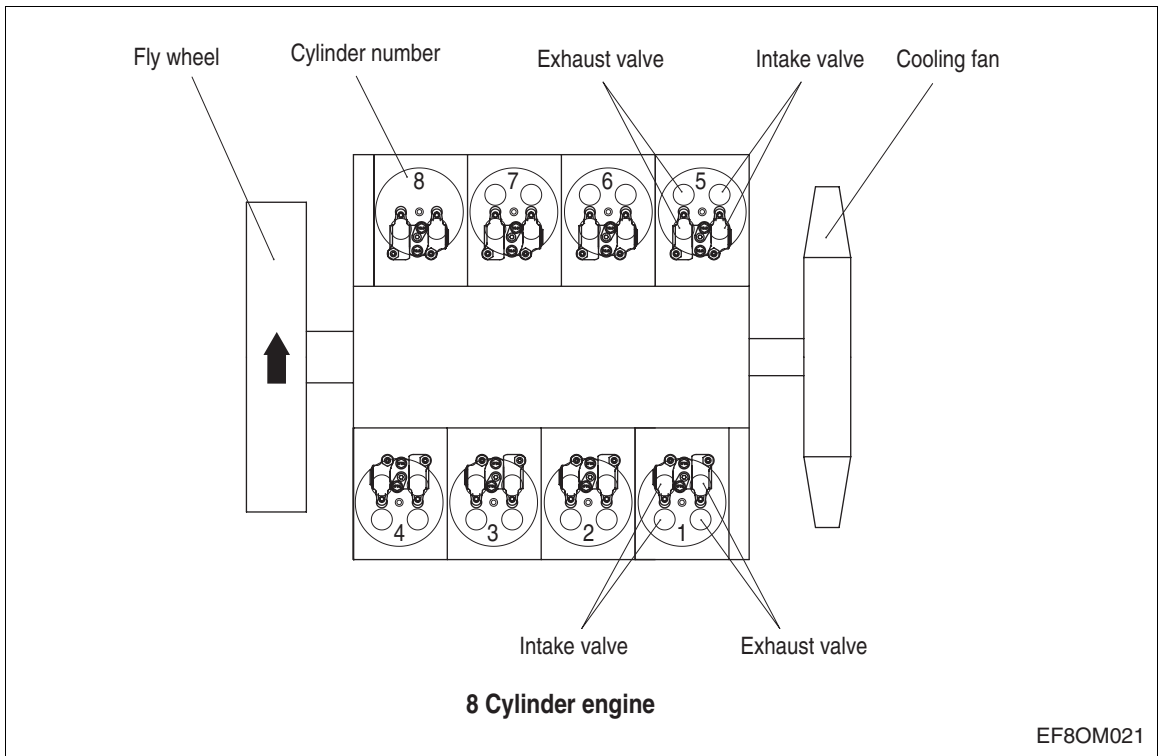 Fly wheel
Cylinder number
Exhaust valve
Intake valve
Cooling fan
8
7
6
5
4
3
2
1
Intake valve
Exhaust valve
8 Cylinder engine
EF8OM021